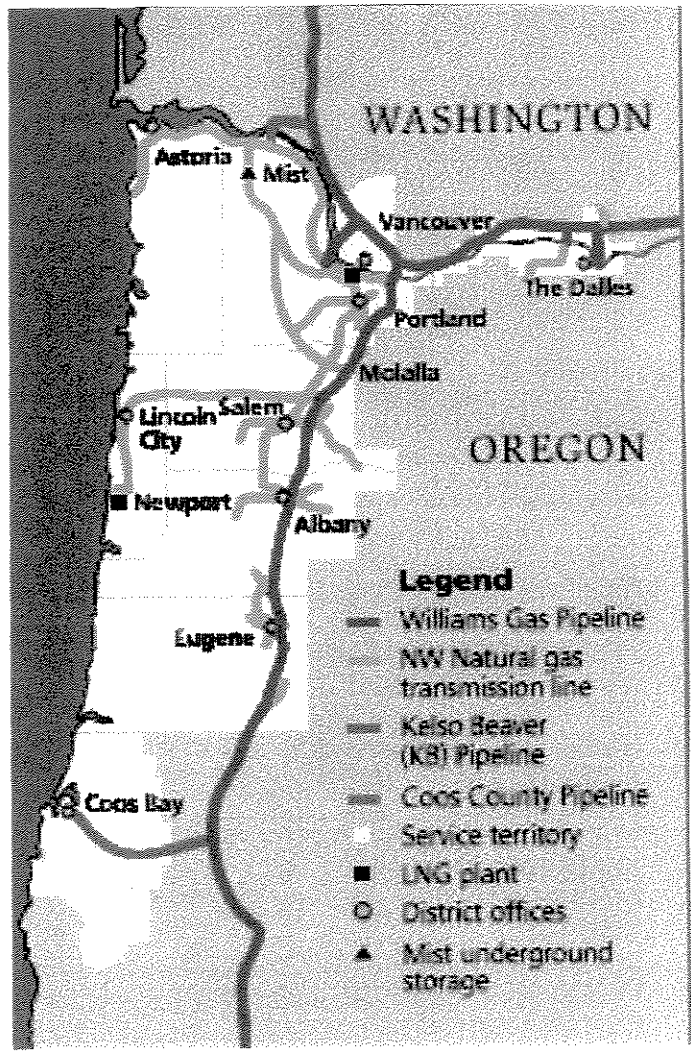 WASHINGTON
Astoria
Mist
Vancouver
The Dalles
Portland
Molalla
Salem
Lincoln
City
OREGON
Newport
Albany
Legend
Williams Gas Pipeline
NW Natural gas
transmission line
Eugene
Kelso Beaver
(KB) Pipeline
Coos Bay
Coos County Pipeline
Service territory
LNG plant
District offices
Mist underground
storage